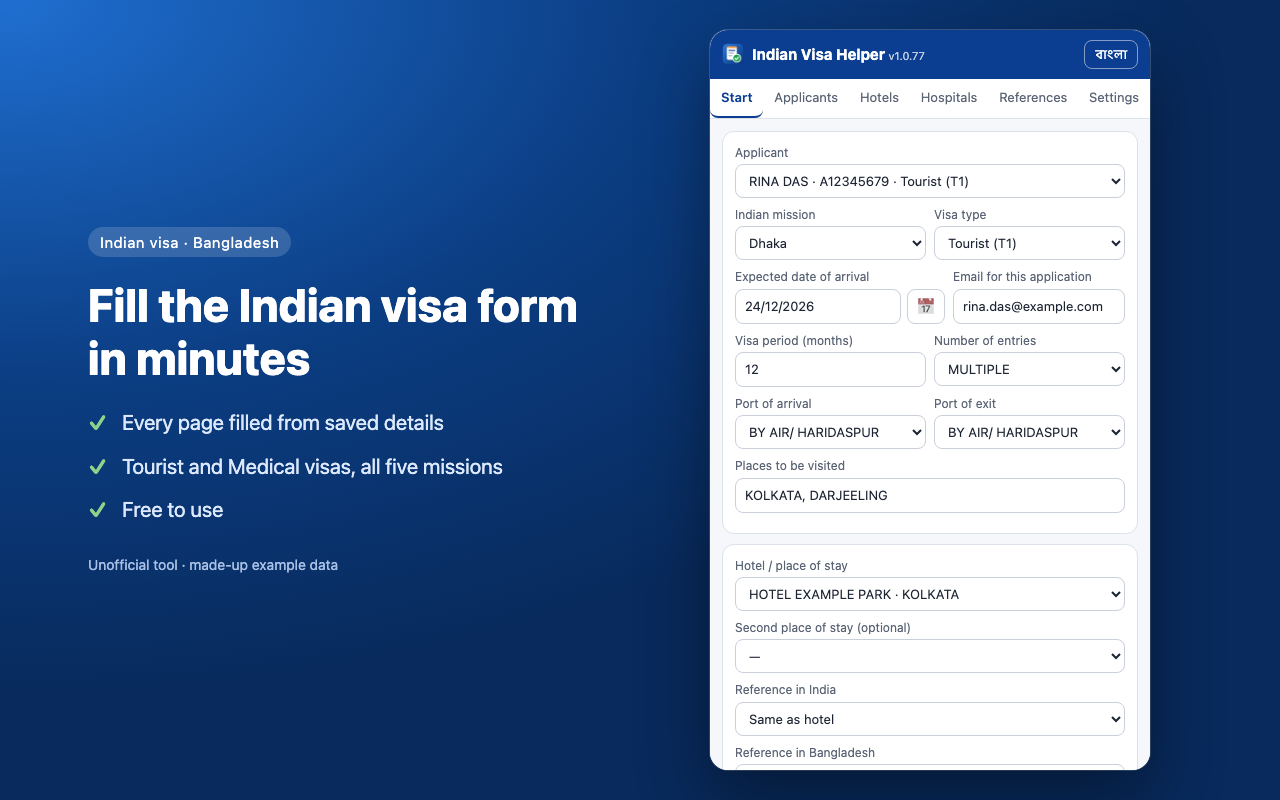 Indian visa · Bangladesh
Fill the Indian visa form
in minutes
Every page filled from saved details
Tourist and Medical visas, all five missions
Free to use
Unofficial tool · made-up example data
Indian Visa Helper v1.0.77
বাংলা
Start Applicants Hotels Hospitals References Settings
Applicant
RINA DAS · A12345679 · Tourist (T1)
Indian mission Visa type
Dhaka Tourist (T1)
Expected date of arrival Email for this application
24/12/2026 rina.das@example.com
Visa period (months) Number of entries
12 MULTIPLE
Port of arrival Port of exit
BY AIR/ HARIDASPUR BY AIR/ HARIDASPUR
Places to be visited
KOLKATA, DARJEELING
Hotel / place of stay
HOTEL EXAMPLE PARK · KOLKATA
Second place of stay (optional)
—
Reference in India
Same as hotel
Reference in Bangladesh